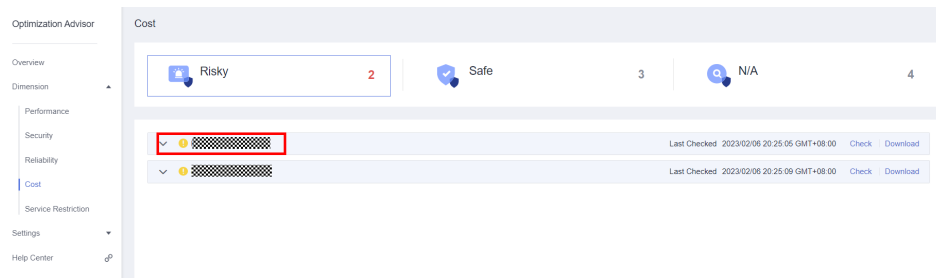 Optimization Advisor
Overview
Dimension
Performance
Security
Reliability
Cost
Service Restriction
Settings
Help Center
Cost
Risky 2
Safe 3
N/A 4
Last Checked 2023/02/06 20:25:05 GMT+08:00 Check Download
Last Checked 2023/02/06 20:25:09 GMT+08:00 Check Download